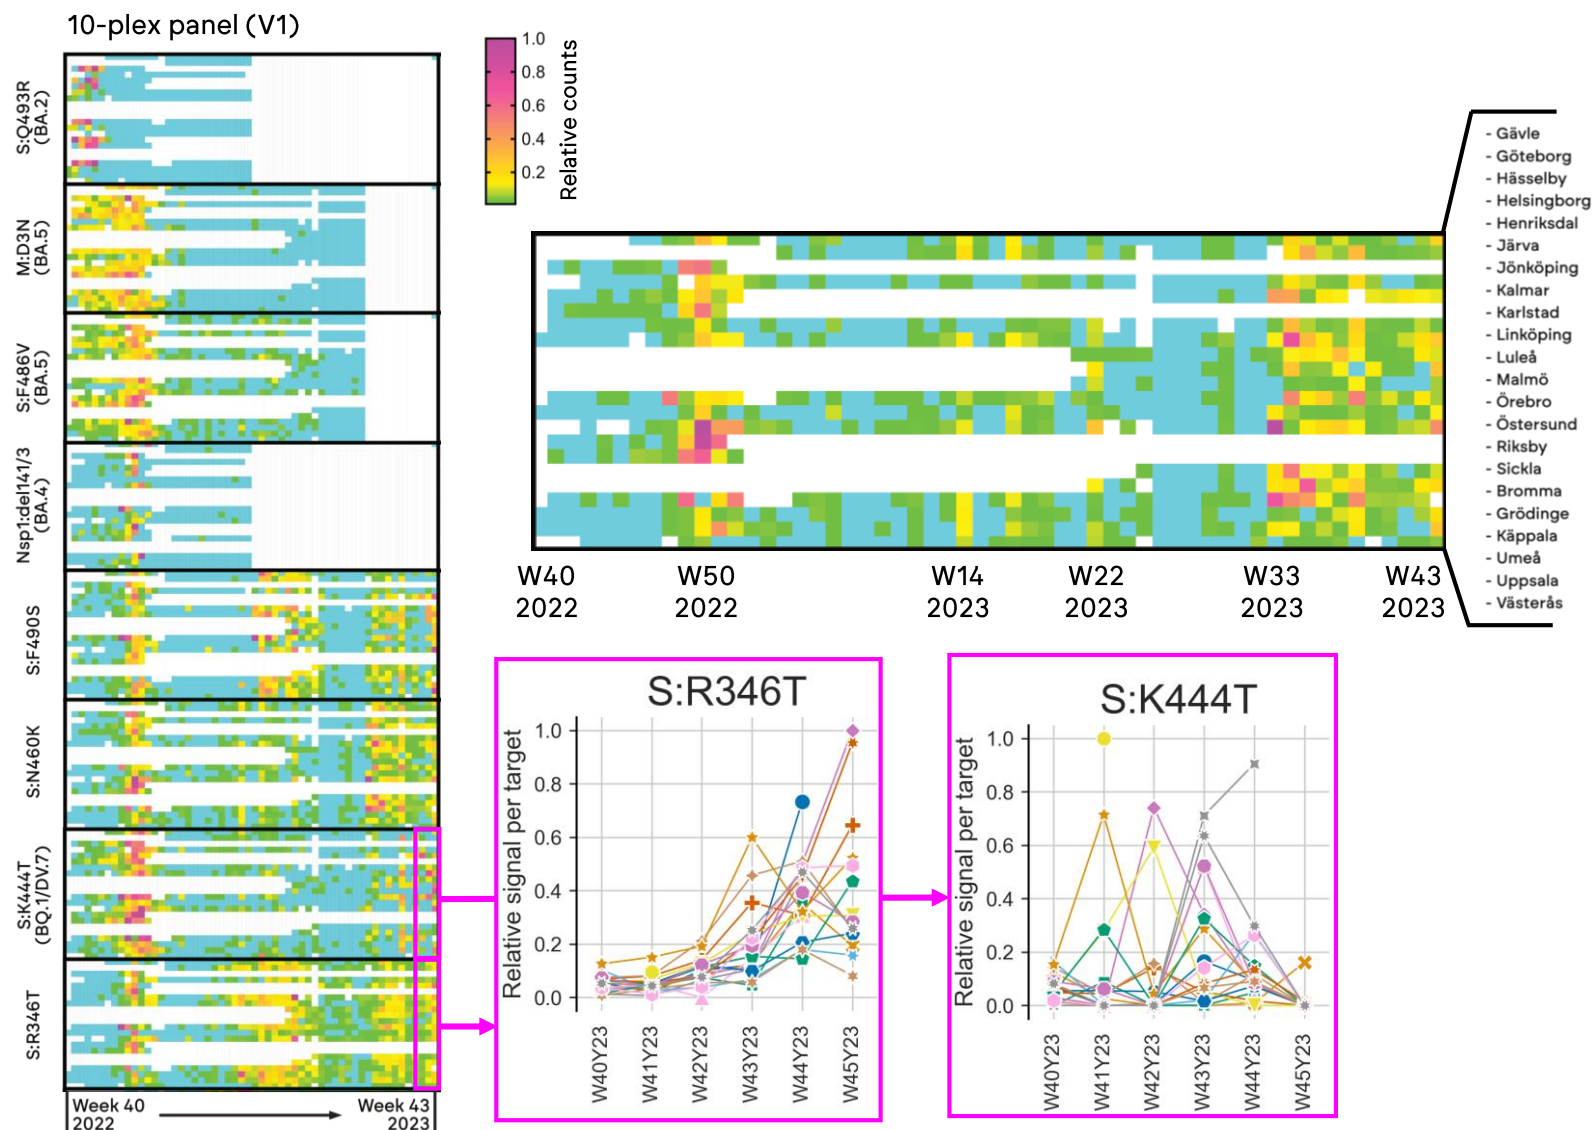 10-plex panel (V1)
S:Q493R
(BA.2)
M:D3N
(BA.5)
S:F486V
(BA.5)
Nsp1:del141/3
(BA.4)
S:F490S
S:N460K
S:K444T
(BQ.1/DV.7)
S:R346T
Week 40
2022
Week 43
2023
1.0
0.8
0.6
0.4
0.2
Relative counts
W40
2022
W50
2022
W14
2023
W22
2023
W33
2023
W43
2023
- Gävle
- Göteborg
- Hässelby
- Helsingborg
- Henriksdal
- Järva
- Jönköping
- Kalmar
- Karlstad
- Linköping
- Luleå
- Malmö
- Örebro
- Östersund
- Riksby
- Sickla
- Bromma
- Grödinge
- Käppala
- Umeå
- Uppsala
- Västerås
S:R346T
Relative signal per target
1.0
0.8
0.6
0.4
0.2
0.0
W40Y23
W41Y23
W42Y23
W43Y23
W44Y23
W45Y23
S:K444T
Relative signal per target
1.0
0.8
0.6
0.4
0.2
0.0
W40Y23
W41Y23
W42Y23
W43Y23
W44Y23
W45Y23